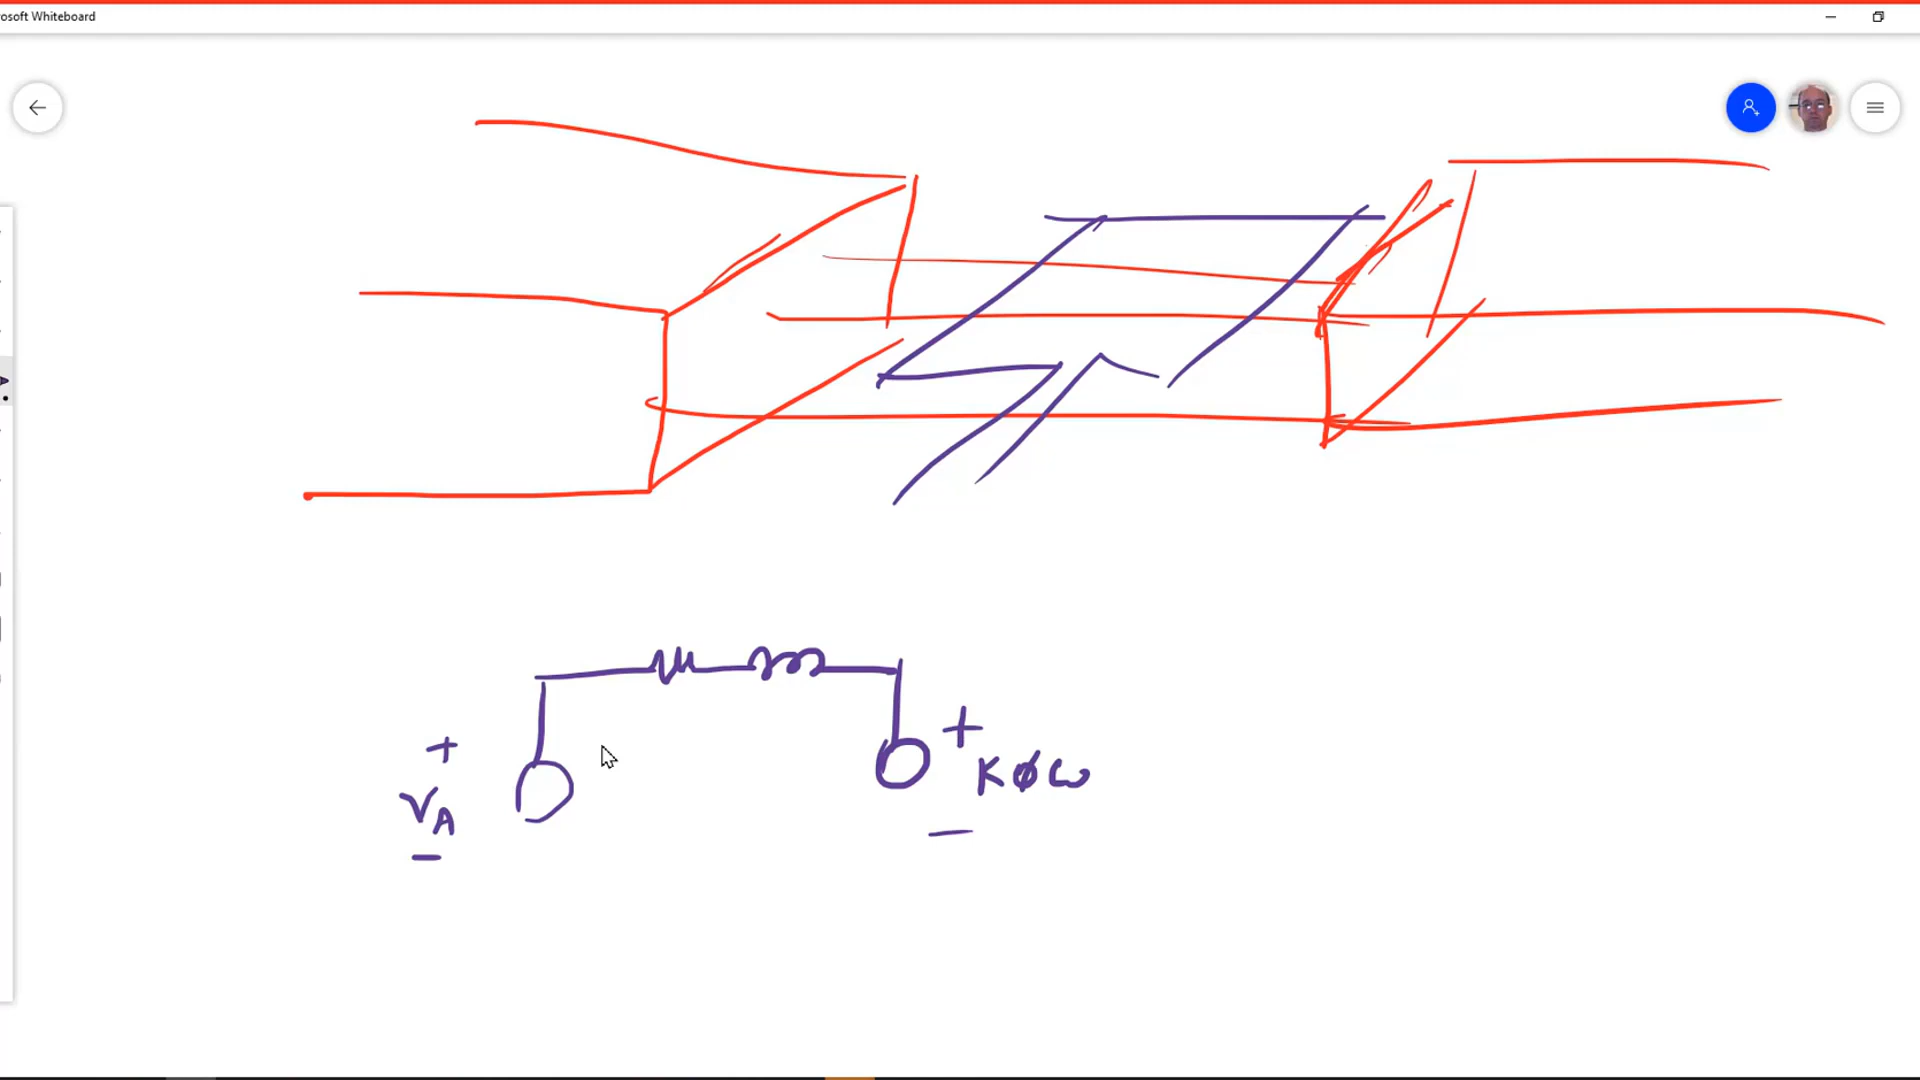 osoft Whiteboard
+
VA
−
+
Kϕω
−